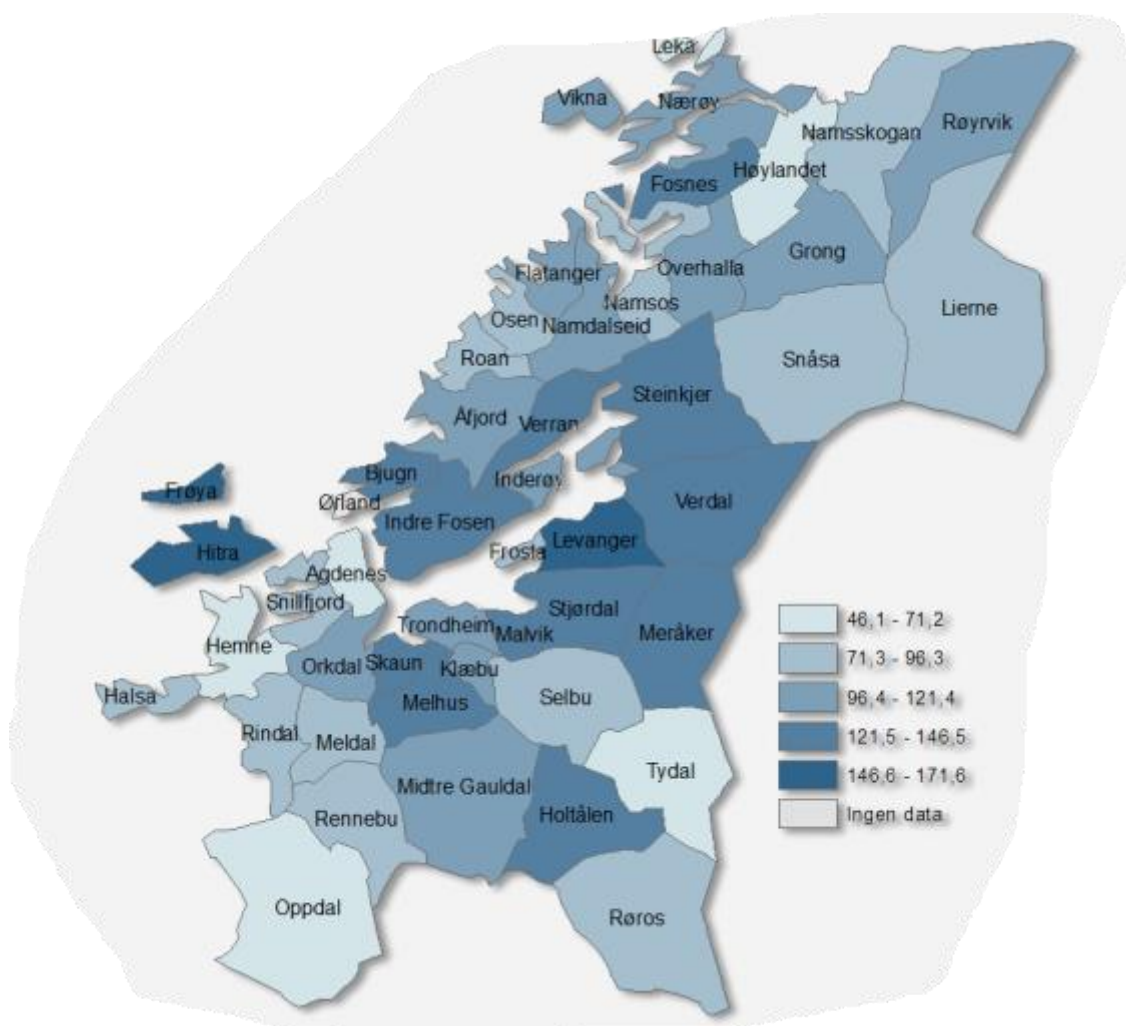 Leka
Vikna
Nærøy
Namsskogan
Røyrvik
Høylandet
Fosnes
Grong
Overhalla
Flatanger
Namsos
Lierne
Osen
Namdalseid
Snåsa
Roan
Steinkjer
Åfjord
Verran
Bjugn
Inderøy
Frøya
Ørland
Verdal
Indre Fosen
Levanger
Hitra
Frosta
Agdenes
Snillfjord
Stjørdal
Trondheim
Malvik
Meråker
Hemne
Orkdal
Skaun
Klæbu
Halsa
Melhus
Selbu
Rindal
Meldal
Tydal
Midtre Gauldal
Rennebu
Holtålen
Oppdal
Røros
46,1 - 71,2
71,3 - 96,3
96,4 - 121,4
121,5 - 146,5
146,6 - 171,6
Ingen data